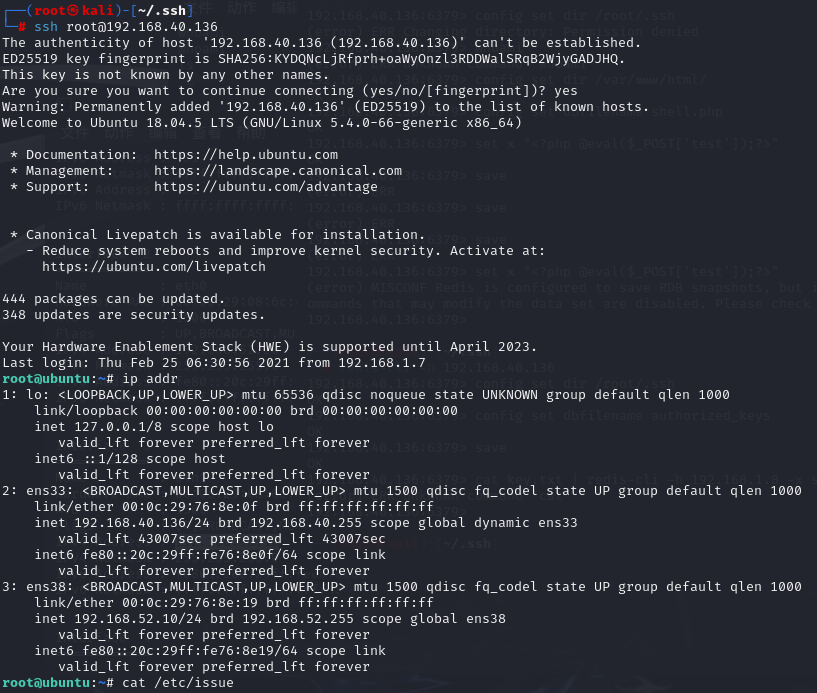 ┌──(root㉿kali)-[~/.ssh]
└─# ssh root@192.168.40.136
The authenticity of host '192.168.40.136 (192.168.40.136)' can't be established.
ED25519 key fingerprint is SHA256:KYDQNcLjRfprh+oaWyOnzl3RDDWalSRqB2WjyGADJHQ.
This key is not known by any other names.
Are you sure you want to continue connecting (yes/no/[fingerprint])? yes
Warning: Permanently added '192.168.40.136' (ED25519) to the list of known hosts.
Welcome to Ubuntu 18.04.5 LTS (GNU/Linux 5.4.0-66-generic x86_64)
* Documentation: https://help.ubuntu.com
* Management: https://landscape.canonical.com
* Support: https://ubuntu.com/advantage
* Canonical Livepatch is available for installation.
- Reduce system reboots and improve kernel security. Activate at:
https://ubuntu.com/livepatch
444 packages can be updated.
348 updates are security updates.
Your Hardware Enablement Stack (HWE) is supported until April 2023.
Last login: Thu Feb 25 06:30:56 2021 from 192.168.1.7
root@ubuntu:~# ip addr
1: lo: <LOOPBACK,UP,LOWER_UP> mtu 65536 qdisc noqueue state UNKNOWN group default qlen 1000
link/loopback 00:00:00:00:00:00 brd 00:00:00:00:00:00
inet 127.0.0.1/8 scope host lo
valid_lft forever preferred_lft forever
inet6 ::1/128 scope host
valid_lft forever preferred_lft forever
2: ens33: <BROADCAST,MULTICAST,UP,LOWER_UP> mtu 1500 qdisc fq_codel state UP group default qlen 1000
link/ether 00:0c:29:76:8e:0f brd ff:ff:ff:ff:ff:ff
inet 192.168.40.136/24 brd 192.168.40.255 scope global dynamic ens33
valid_lft 43007sec preferred_lft 43007sec
inet6 fe80::20c:29ff:fe76:8e0f/64 scope link
valid_lft forever preferred_lft forever
3: ens38: <BROADCAST,MULTICAST,UP,LOWER_UP> mtu 1500 qdisc fq_codel state UP group default qlen 1000
link/ether 00:0c:29:76:8e:19 brd ff:ff:ff:ff:ff:ff
inet 192.168.52.10/24 brd 192.168.52.255 scope global ens38
valid_lft forever preferred_lft forever
inet6 fe80::20c:29ff:fe76:8e19/64 scope link
valid_lft forever preferred_lft forever
root@ubuntu:~# cat /etc/issue